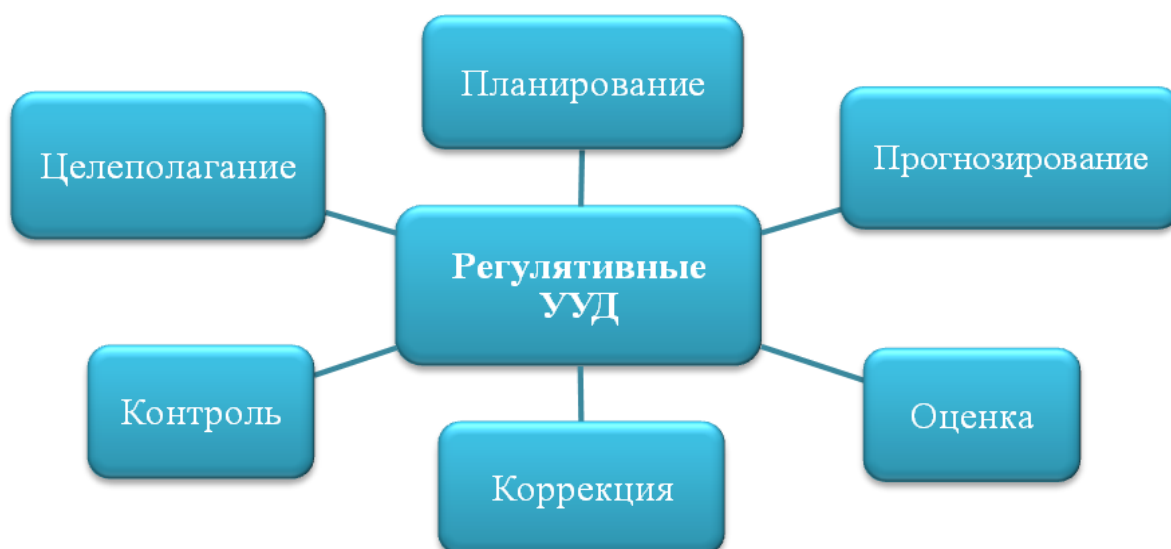 Планирование
Целеполагание
Прогнозирование
Регулятивные
УУД
Контроль
Оценка
Коррекция